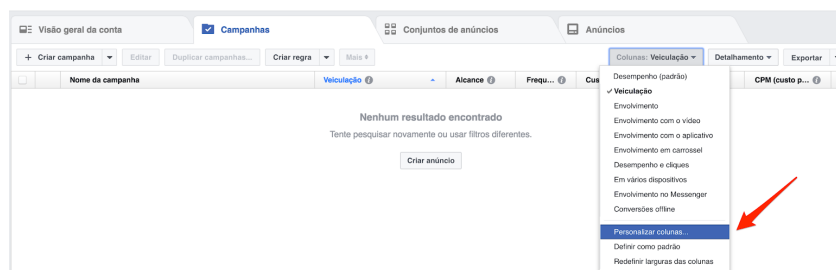 Visão geral da conta
Campanhas
Conjuntos de anúncios
Anúncios
+ Criar campanha
Editar
Duplicar campanhas...
Criar regra
Mais
Colunas: Veiculação
Detalhamento
Exportar
Nome da campanha
Veiculação
Alcance
Frequ...
Cus
CPM (custo p...
Nenhum resultado encontrado
Tente pesquisar novamente ou usar filtros diferentes.
Criar anúncio
Desempenho (padrão)
Veiculação
Envolvimento
Envolvimento com o vídeo
Envolvimento com o aplicativo
Envolvimento em carrossel
Desempenho e cliques
Em vários dispositivos
Envolvimento no Messenger
Conversões offline
Personalizar colunas...
Definir como padrão
Redefinir larguras das colunas